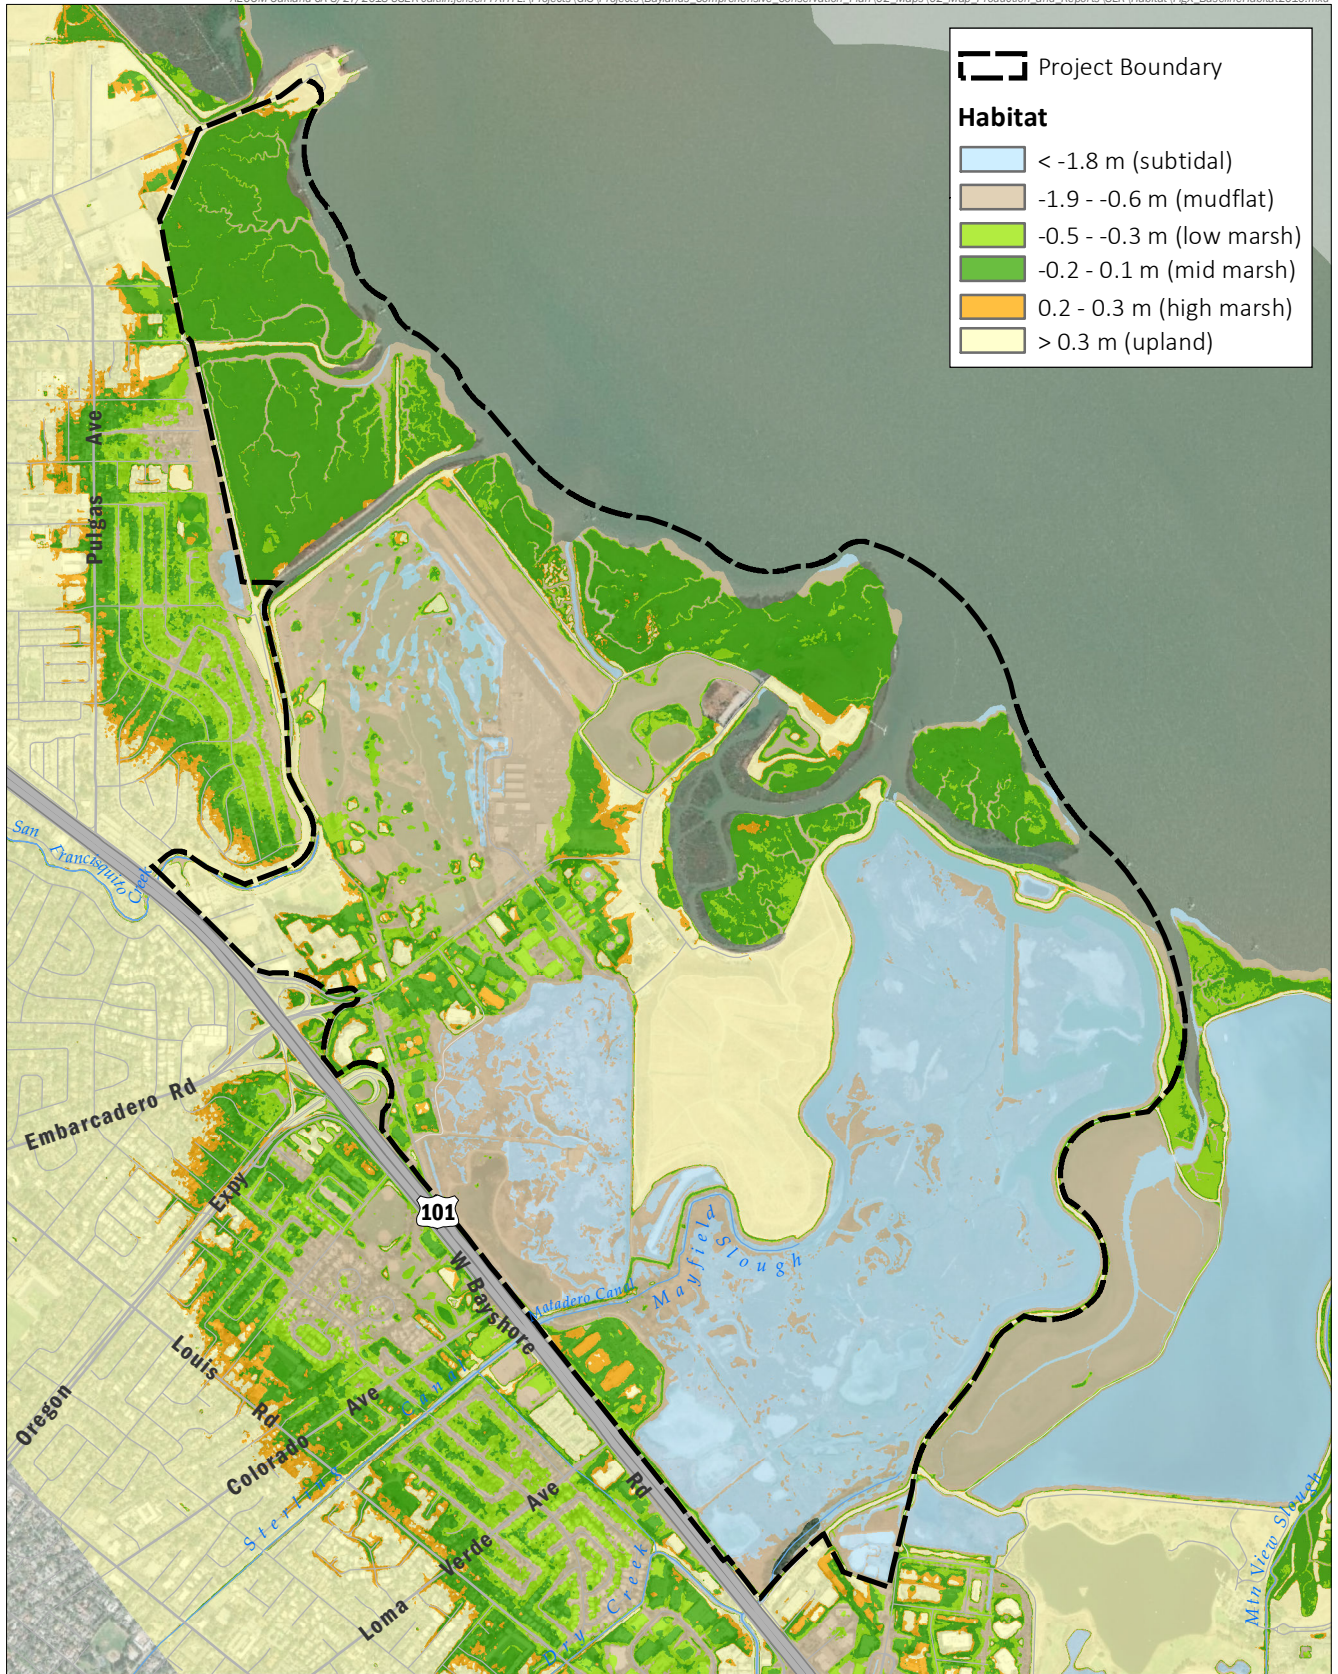 Project Boundary
Habitat
< -1.8 m (subtidal)
-1.9 - -0.6 m (mudflat)
-0.5 - -0.3 m (low marsh)
-0.2 - 0.1 m (mid marsh)
0.2 - 0.3 m (high marsh)
> 0.3 m (upland)
Pulgas Ave
San Francisquito Creek
Embarcadero Rd
Oregon Expy
101
W Bayshore Rd
Matadero Canal
Mayfield Slough
Louis Rd
Colorado Ave
Loma Verde Ave
Dry Creek
Mtn View Slough